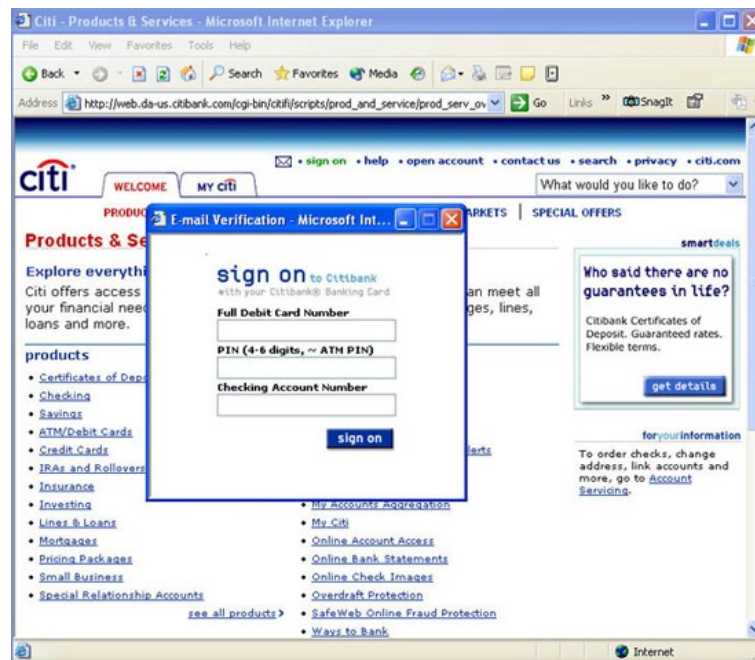 Citi - Products & Services - Microsoft Internet Explorer
File Edit View Favorites Tools Help
Back Search Favorites Media
Address http://web.da-us.citibank.com/cgi-bin/citifi/scripts/prod_and_service/prod_serv_ov Go Links » SnagIt
• sign on • help • open account • contact us • search • privacy • citi.com
citi
WELCOME MY citi What would you like to do?
PRODUC ARKETS | SPECIAL OFFERS
Products & Se
Explore everythi
Citi offers access an meet all
your financial need ges, lines,
loans and more.
products
• Certificates of Depo
• Checking
• Savings
• ATM/Debit Cards
• Credit Cards lerts
• IRAs and Rollovers
• Insurance
• Investing
• Lines & Loans
• Mortgages
• Pricing Packages
• Small Business
• Special Relationship Accounts
see all products >
• My Accounts Aggregation
• My Citi
• Online Account Access
• Online Bank Statements
• Online Check Images
• Overdraft Protection
• SafeWeb Online Fraud Protection
• Ways to Bank
E-mail Verification - Microsoft Int...
sign on to Citibank
with your Citibank® Banking Card
Full Debit Card Number
PIN (4-6 digits, ~ ATM PIN)
Checking Account Number
sign on
smartdeals
Who said there are no
guarantees in life?
Citibank Certificates of
Deposit. Guaranteed rates.
Flexible terms.
get details
foryourinformation
To order checks, change
address, link accounts and
more, go to Account
Servicing.
Internet